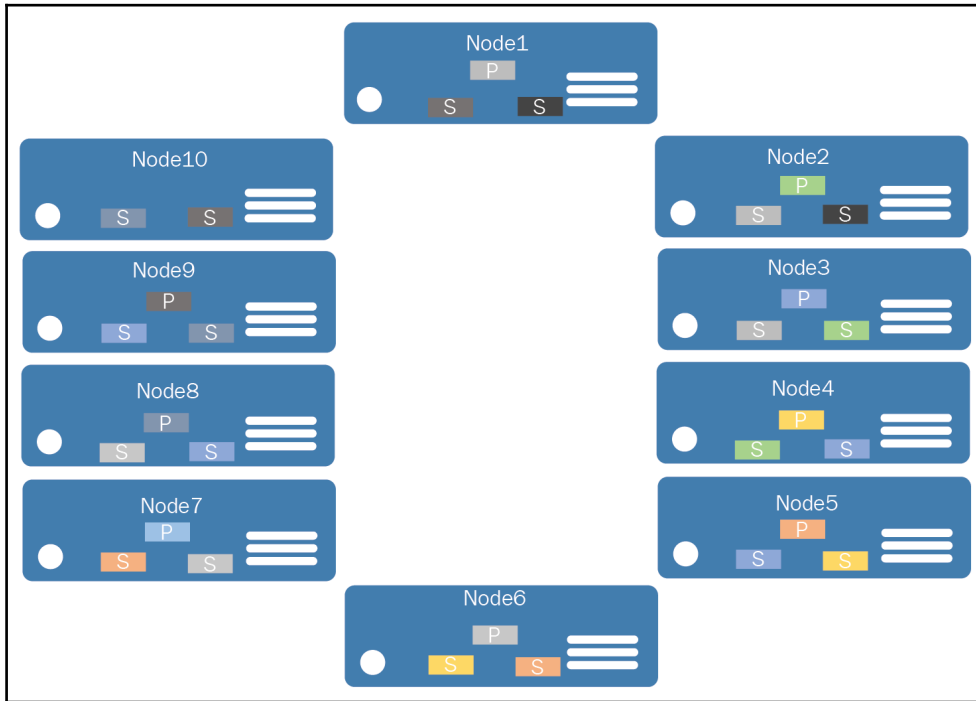 Node1
P
S S
Node10
S S
Node2
P
S S
Node9
P
S S
Node3
P
S S
Node8
P
S S
Node4
P
S S
Node7
P
S S
Node5
P
S S
Node6
P
S S